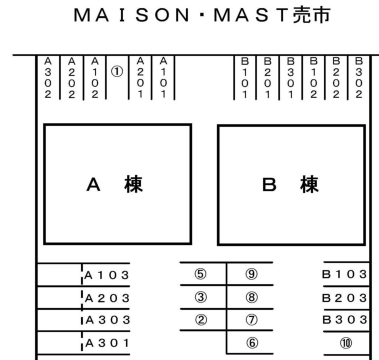 MAISON・MAST売市
A302 A202 A102 ① A201 A101 B101 B201 B301 B102 B202 B302
A 棟 B 棟
A103 ⑤ ⑨ B103
A203 ③ ⑧ B203
A303 ② ⑦ B303
A301 ⑥ ⑩